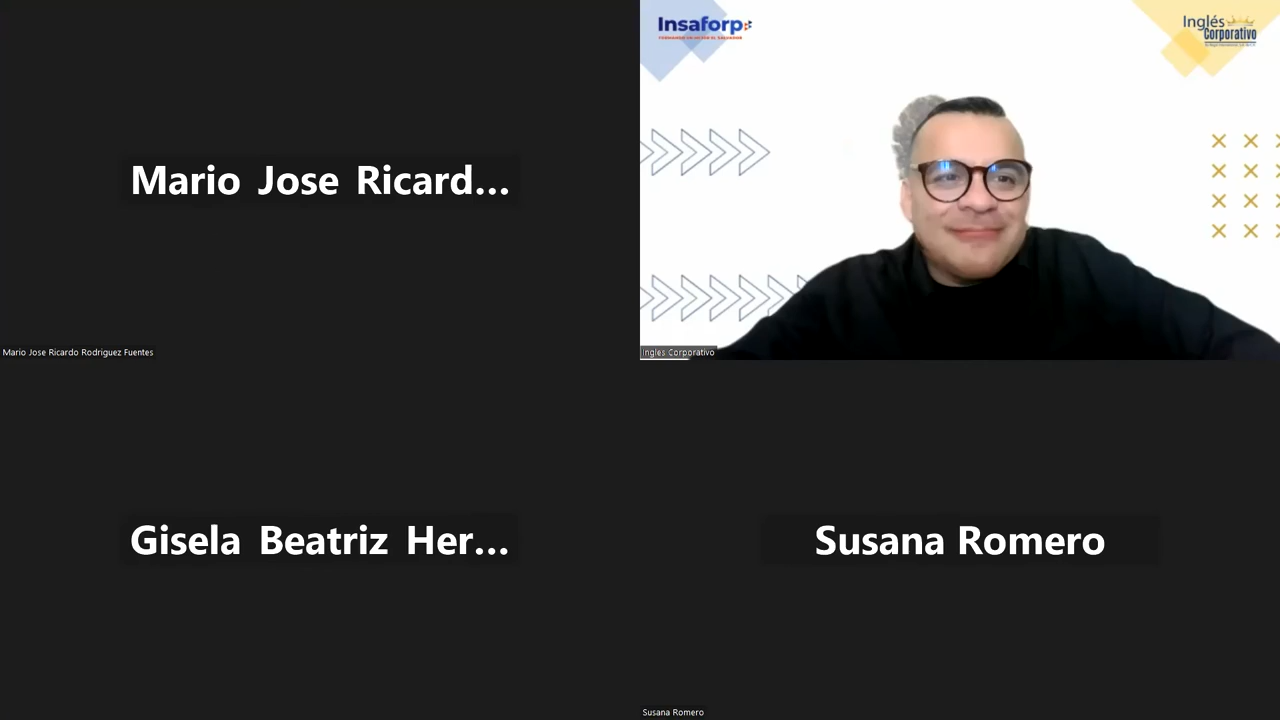 Mario Jose Ricard...
Mario Jose Ricardo Rodriguez Fuentes
Insaforp
Inglés
Corporativo
Ingles Corporativo
Gisela Beatriz Her...
Susana Romero
Susana Romero